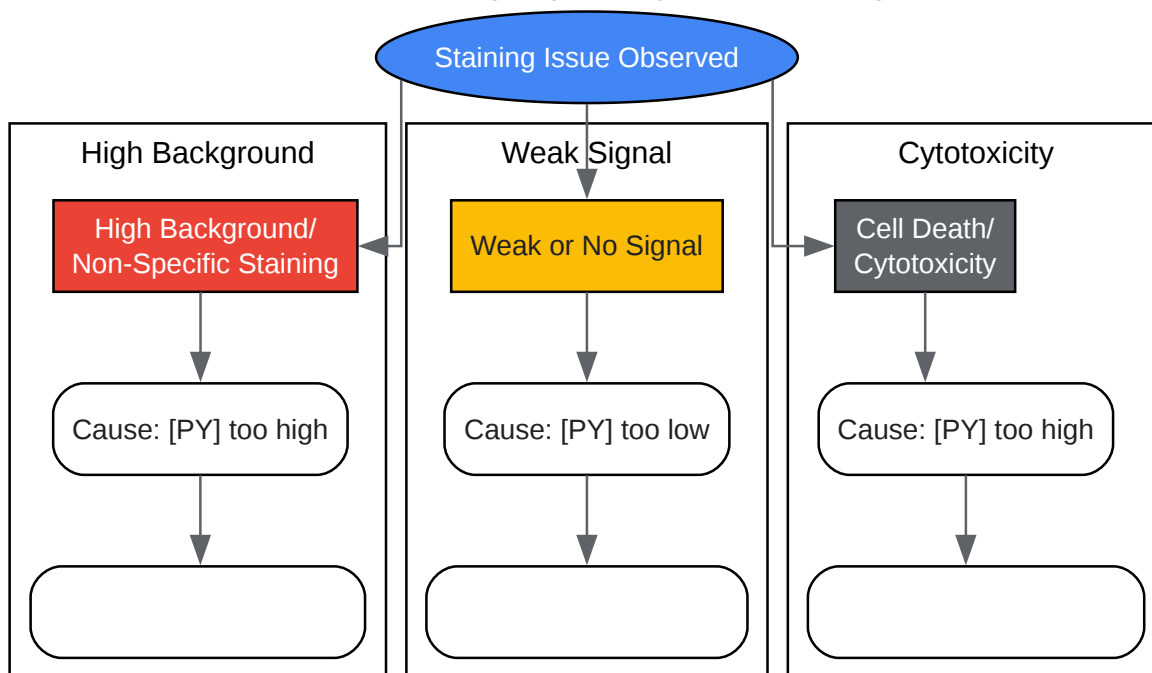 Staining Issue Observed
High Background
Weak Signal
Cytotoxicity
High Background/
Non-Specific Staining
Weak or No Signal
Cell Death/
Cytotoxicity
Cause: [PY] too high
Cause: [PY] too low
Cause: [PY] too high